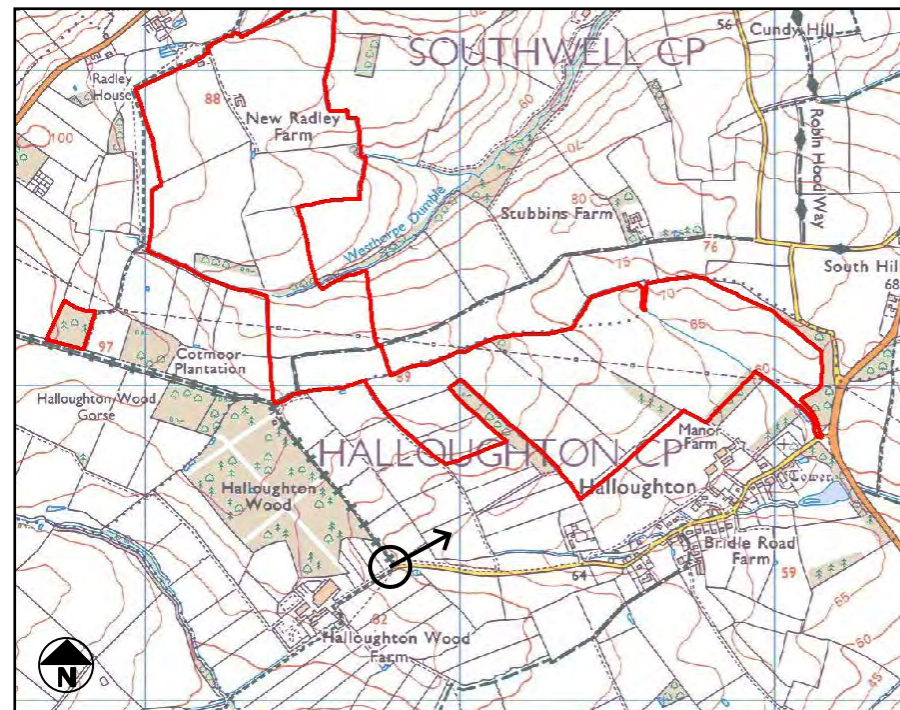 56
Cundy Hill
SOUTHWELL CP
Radley
House
88
New Radley
Farm
60
100
70
Robin Hood Way
Westhorpe Dumble
80
Stubbins Farm
76
75
South Hill
68
70
65
97
Cotmoor
Plantation
89
60
Halloughton Wood
Gorse
Manor
Farm
HALLOUGHTON CP
Halloughton
Wood
Halloughton
Tower
Bridle Road
Farm
64
59
65
82
Halloughton Wood
Farm
60
45
N